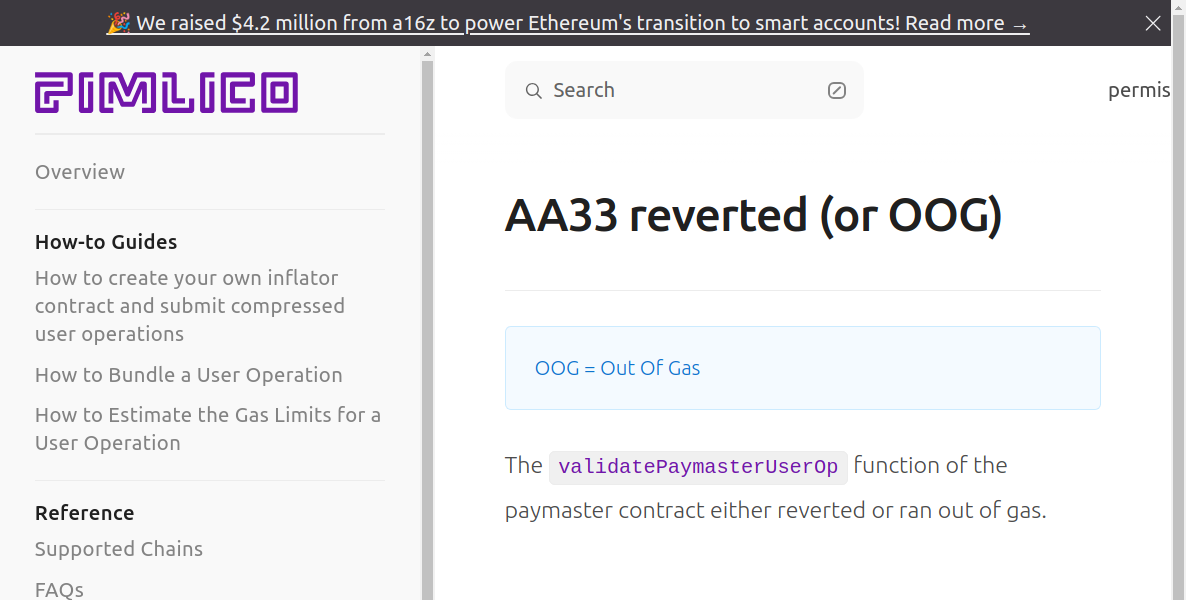 🎉 We raised $4.2 million from a16z to power Ethereum's transition to smart accounts! Read more →
PIMLICO
Search
permis
Overview
AA33 reverted (or OOG)
How-to Guides
How to create your own inflator
contract and submit compressed
user operations
OOG = Out Of Gas
How to Bundle a User Operation
How to Estimate the Gas Limits for a
User Operation
The validatePaymasterUserOp function of the
paymaster contract either reverted or ran out of gas.
Reference
Supported Chains
FAQs